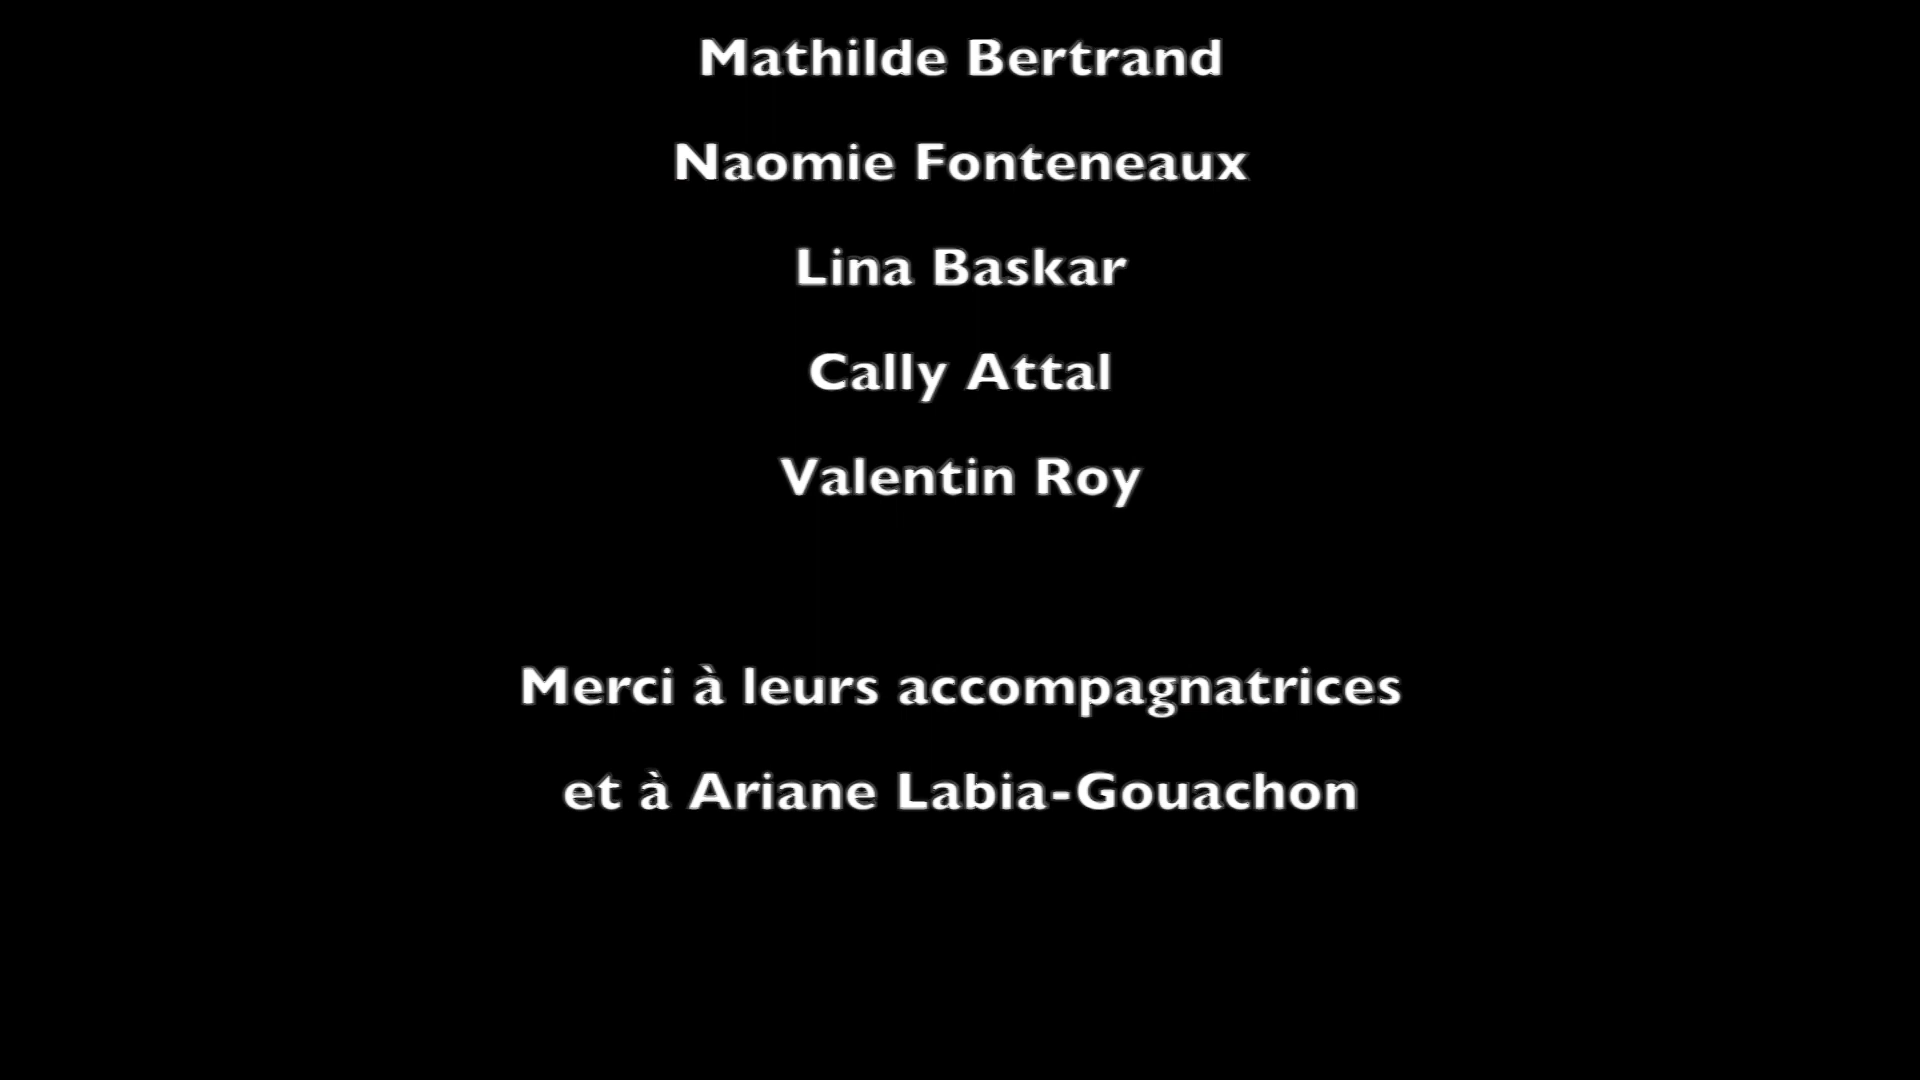 Mathilde Bertrand
Naomie Fonteneaux
Lina Baskar
Cally Attal
Valentin Roy
Merci à leurs accompagnatrices
et à Ariane Labia-Gouachon